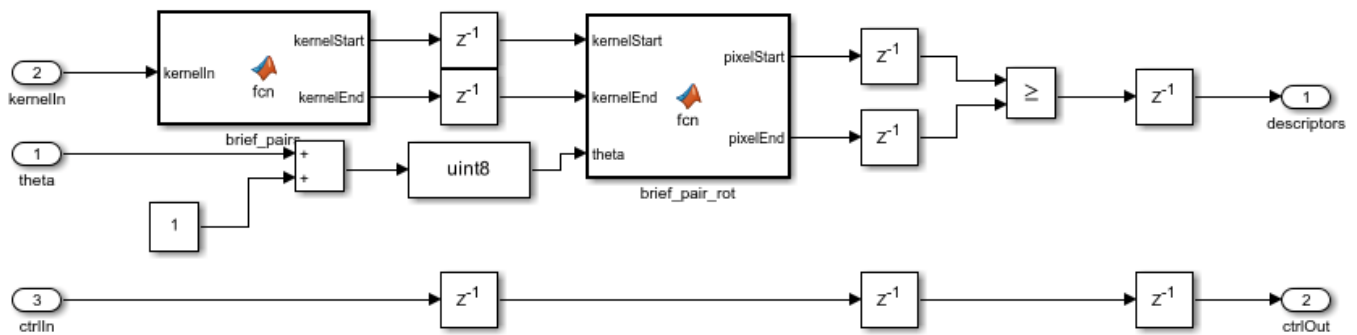 kernelStart
z-1
kernelStart
pixelStart
z-1
2
kernelIn
kernelIn
fcn
kernelEnd
z-1
kernelEnd
fcn
≥
z-1
1
descriptors
brief_pairs
pixelEnd
z-1
1
theta
+
+
uint8
theta
brief_pair_rot
1
3
ctrlIn
z-1
z-1
z-1
2
ctrlOut